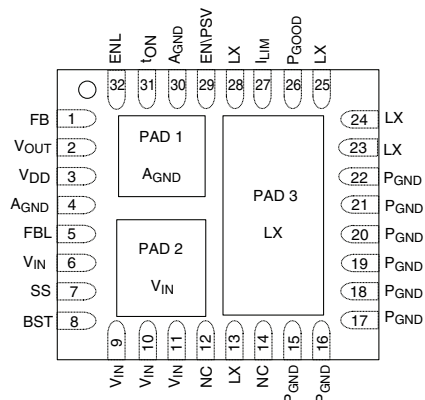 ENL
tON
AGND
EN\PSV
LX
ILIM
PGOOD
LX
32
31
30
29
28
27
26
25
FB 1
VOUT 2
VDD 3
AGND 4
FBL 5
VIN 6
SS 7
BST 8
PAD 1
AGND
PAD 2
VIN
PAD 3
LX
24 LX
23 LX
22 PGND
21 PGND
20 PGND
19 PGND
18 PGND
17 PGND
9
10
11
12
13
14
15
16
VIN
VIN
VIN
NC
LX
NC
PGND
PGND